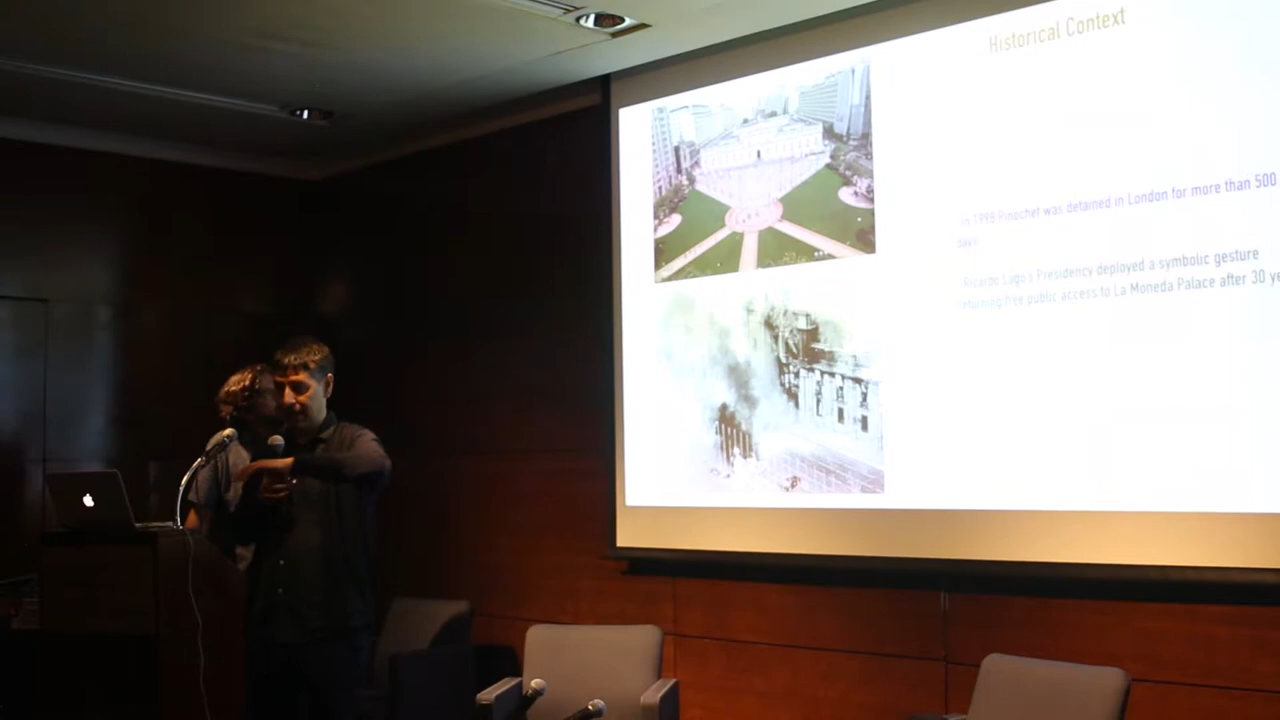 Historical Context
in 1998 Pinochet was detained in London for more than 500
days
Ricardo Lago's Presidency deployed a symbolic gesture
returning free public access to La Moneda Palace after 30